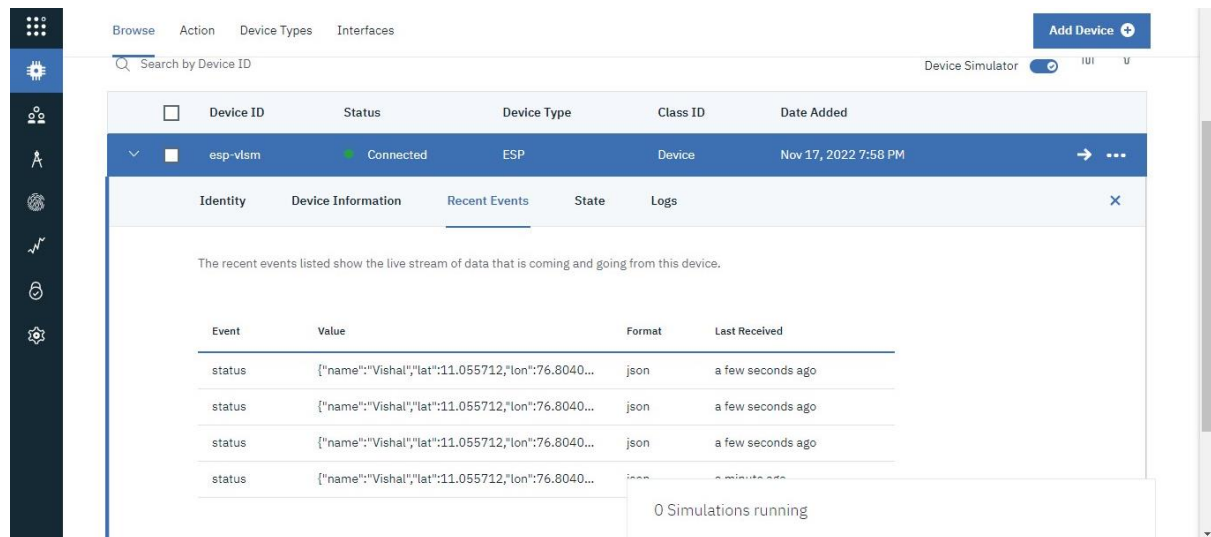 Browse Action Device Types Interfaces Add Device
Search by Device ID Device Simulator
Device ID Status Device Type Class ID Date Added
esp-vlsm Connected ESP Device Nov 17, 2022 7:58 PM
Identity Device Information Recent Events State Logs
The recent events listed show the live stream of data that is coming and going from this device.
Event Value Format Last Received
status {"name":"Vishal","lat":11.055712,"lon":76.8040... json a few seconds ago
status {"name":"Vishal","lat":11.055712,"lon":76.8040... json a few seconds ago
status {"name":"Vishal","lat":11.055712,"lon":76.8040... json a few seconds ago
status {"name":"Vishal","lat":11.055712,"lon":76.8040... json a minute ago
0 Simulations running